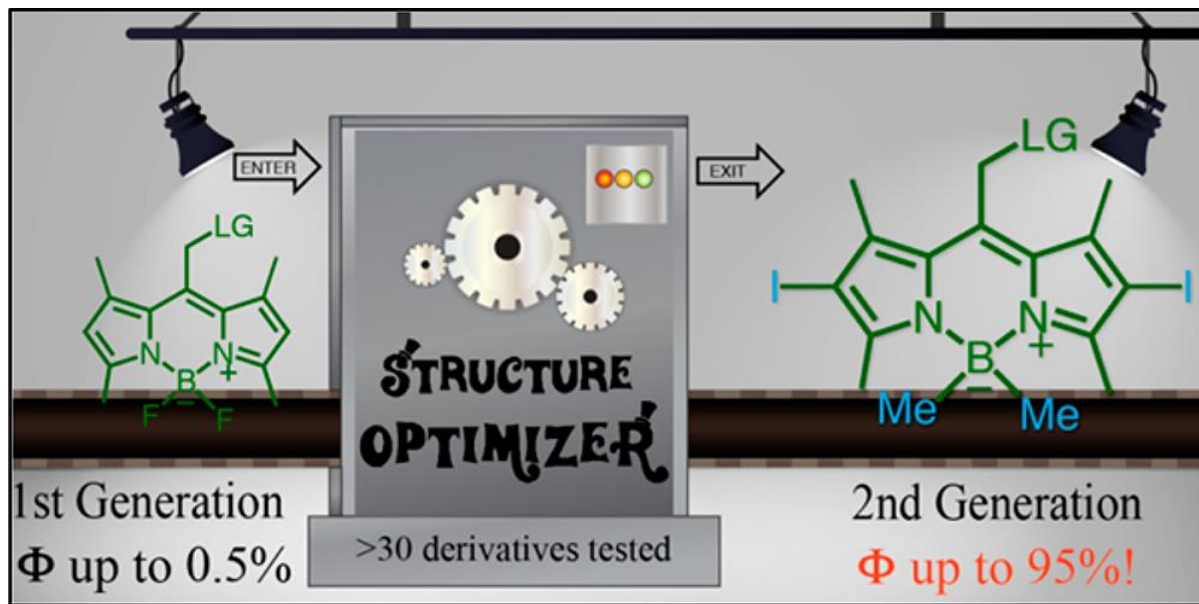 ENTER
EXIT
LG
N
N
+
B
F
F
STRUCTURE
OPTIMIZER
LG
I
I
N
N
+
B
Me
Me
1st Generation
Φ up to 0.5%
>30 derivatives tested
2nd Generation
Φ up to 95%!